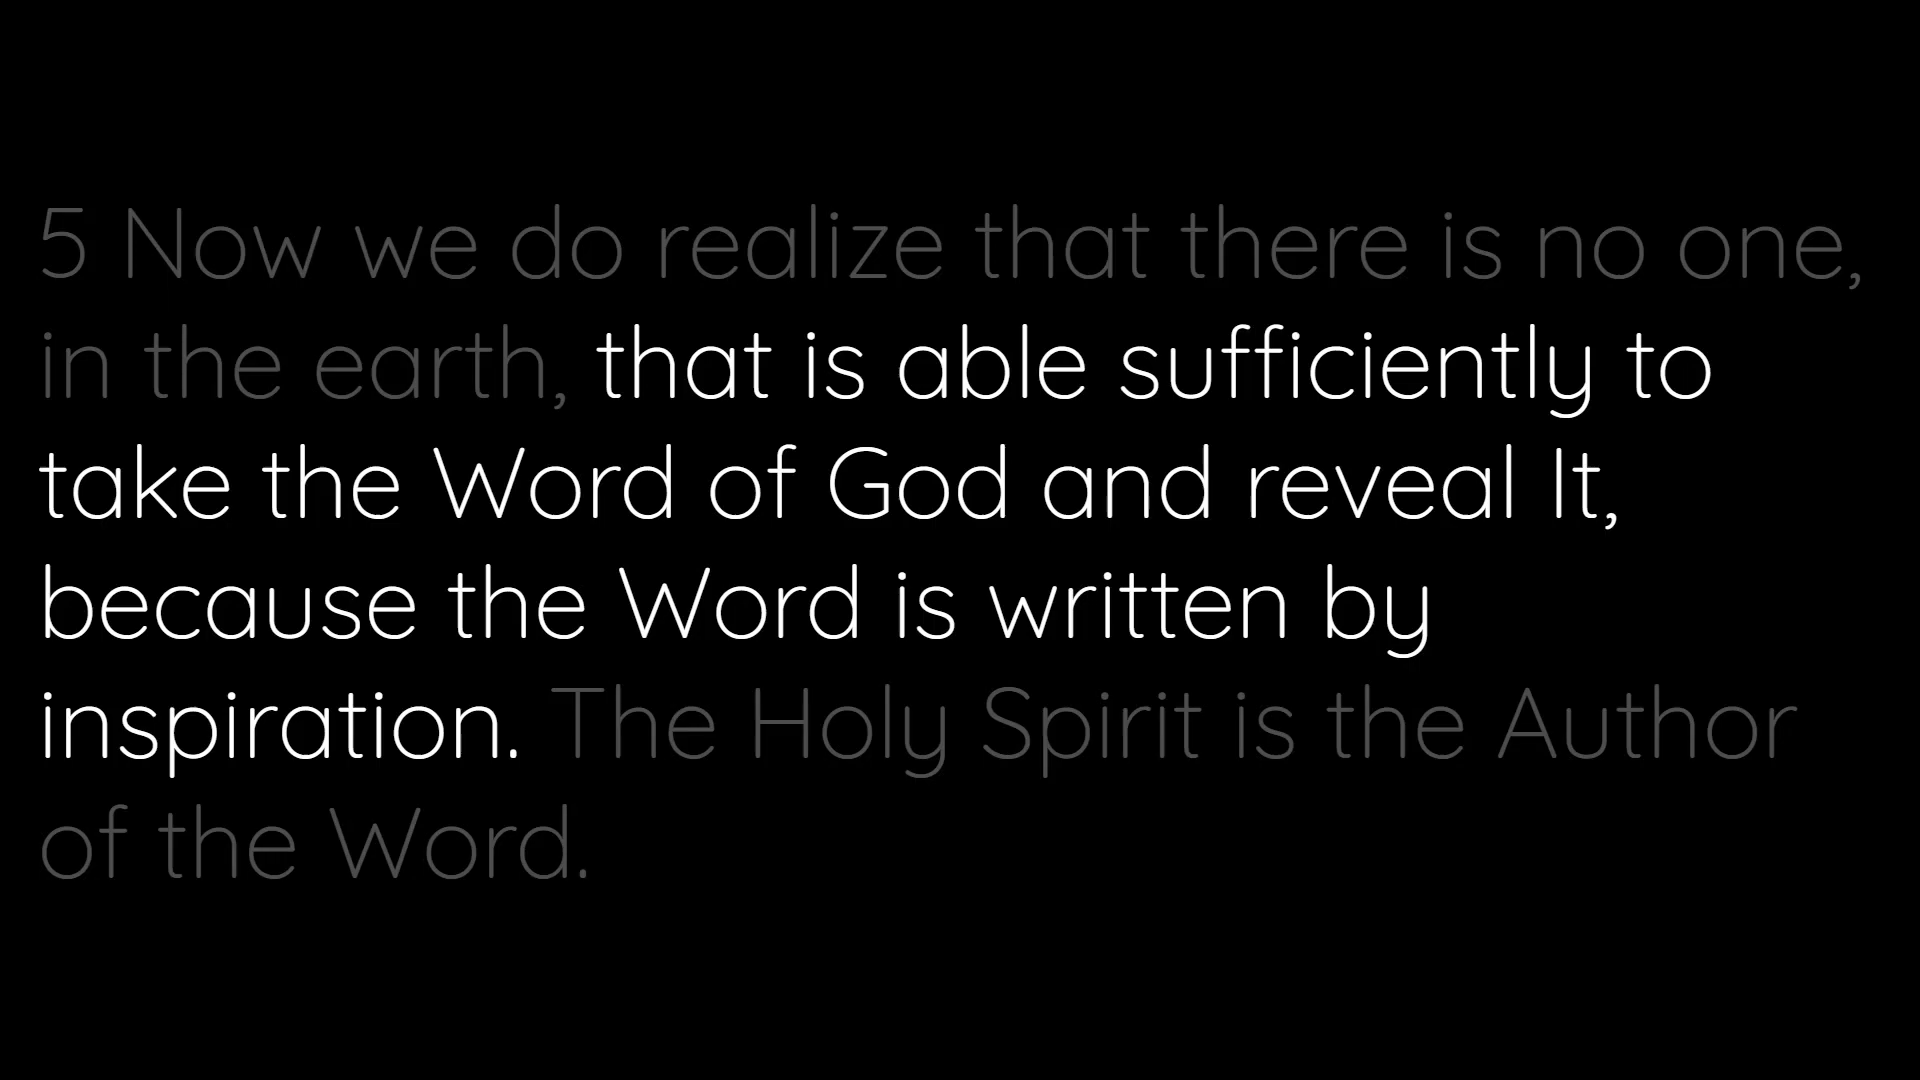 5 Now we do realize that there is no one,
in the earth, that is able sufficiently to
take the Word of God and reveal It,
because the Word is written by
inspiration. The Holy Spirit is the Author
of the Word.